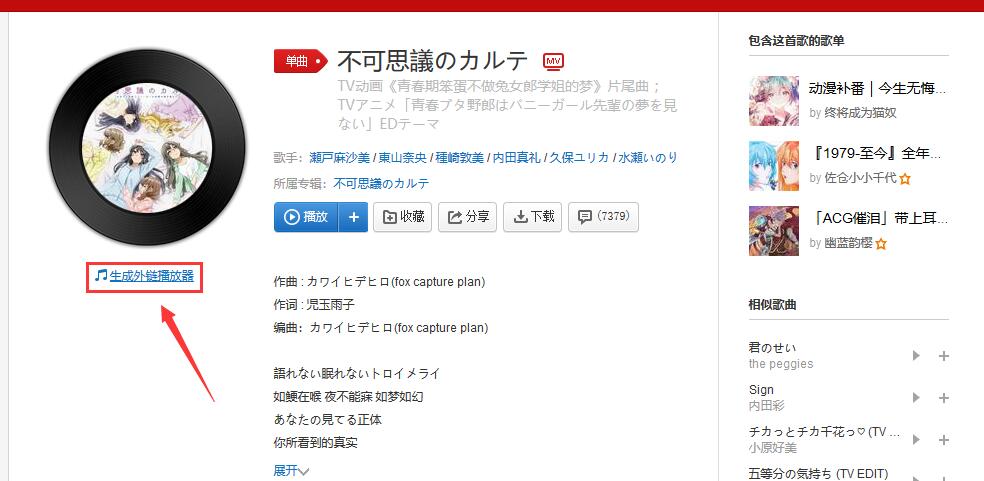 不可思議のカルテ
生成外链播放器
单曲
不可思議のカルテ
MV
TV动画《青春期笨蛋不做兔女郎学姐的梦》片尾曲；
TVアニメ「青春ブタ野郎はバニーガール先輩の夢を見
ない」EDテーマ
歌手：瀬戸麻沙美 / 東山奈央 / 種崎敦美 / 内田真礼 / 久保ユリカ / 水瀬いのり
所属专辑：不可思議のカルテ
播放
+
收藏
分享
下载
(7379)
作曲 : カワイヒデヒロ(fox capture plan)
作词 : 児玉雨子
编曲：カワイヒデヒロ(fox capture plan)
語れない眠れないトロイメライ
如鲠在喉 夜不能寐 如梦如幻
あなたの見てる正体
你所看到的真实
展开
包含这首歌的歌单
动漫补番 | 今生无悔...
by 终将成为猫奴
『1979-至今』全年...
by 佐仓小小千代
「ACG催泪」带上耳...
by 幽蓝韵樱
相似歌曲
君のせい
the peggies
Sign
内田彩
チカっとチカ千花っ♡ (TV ...
小原好美
五等分の気持ち (TV EDIT)